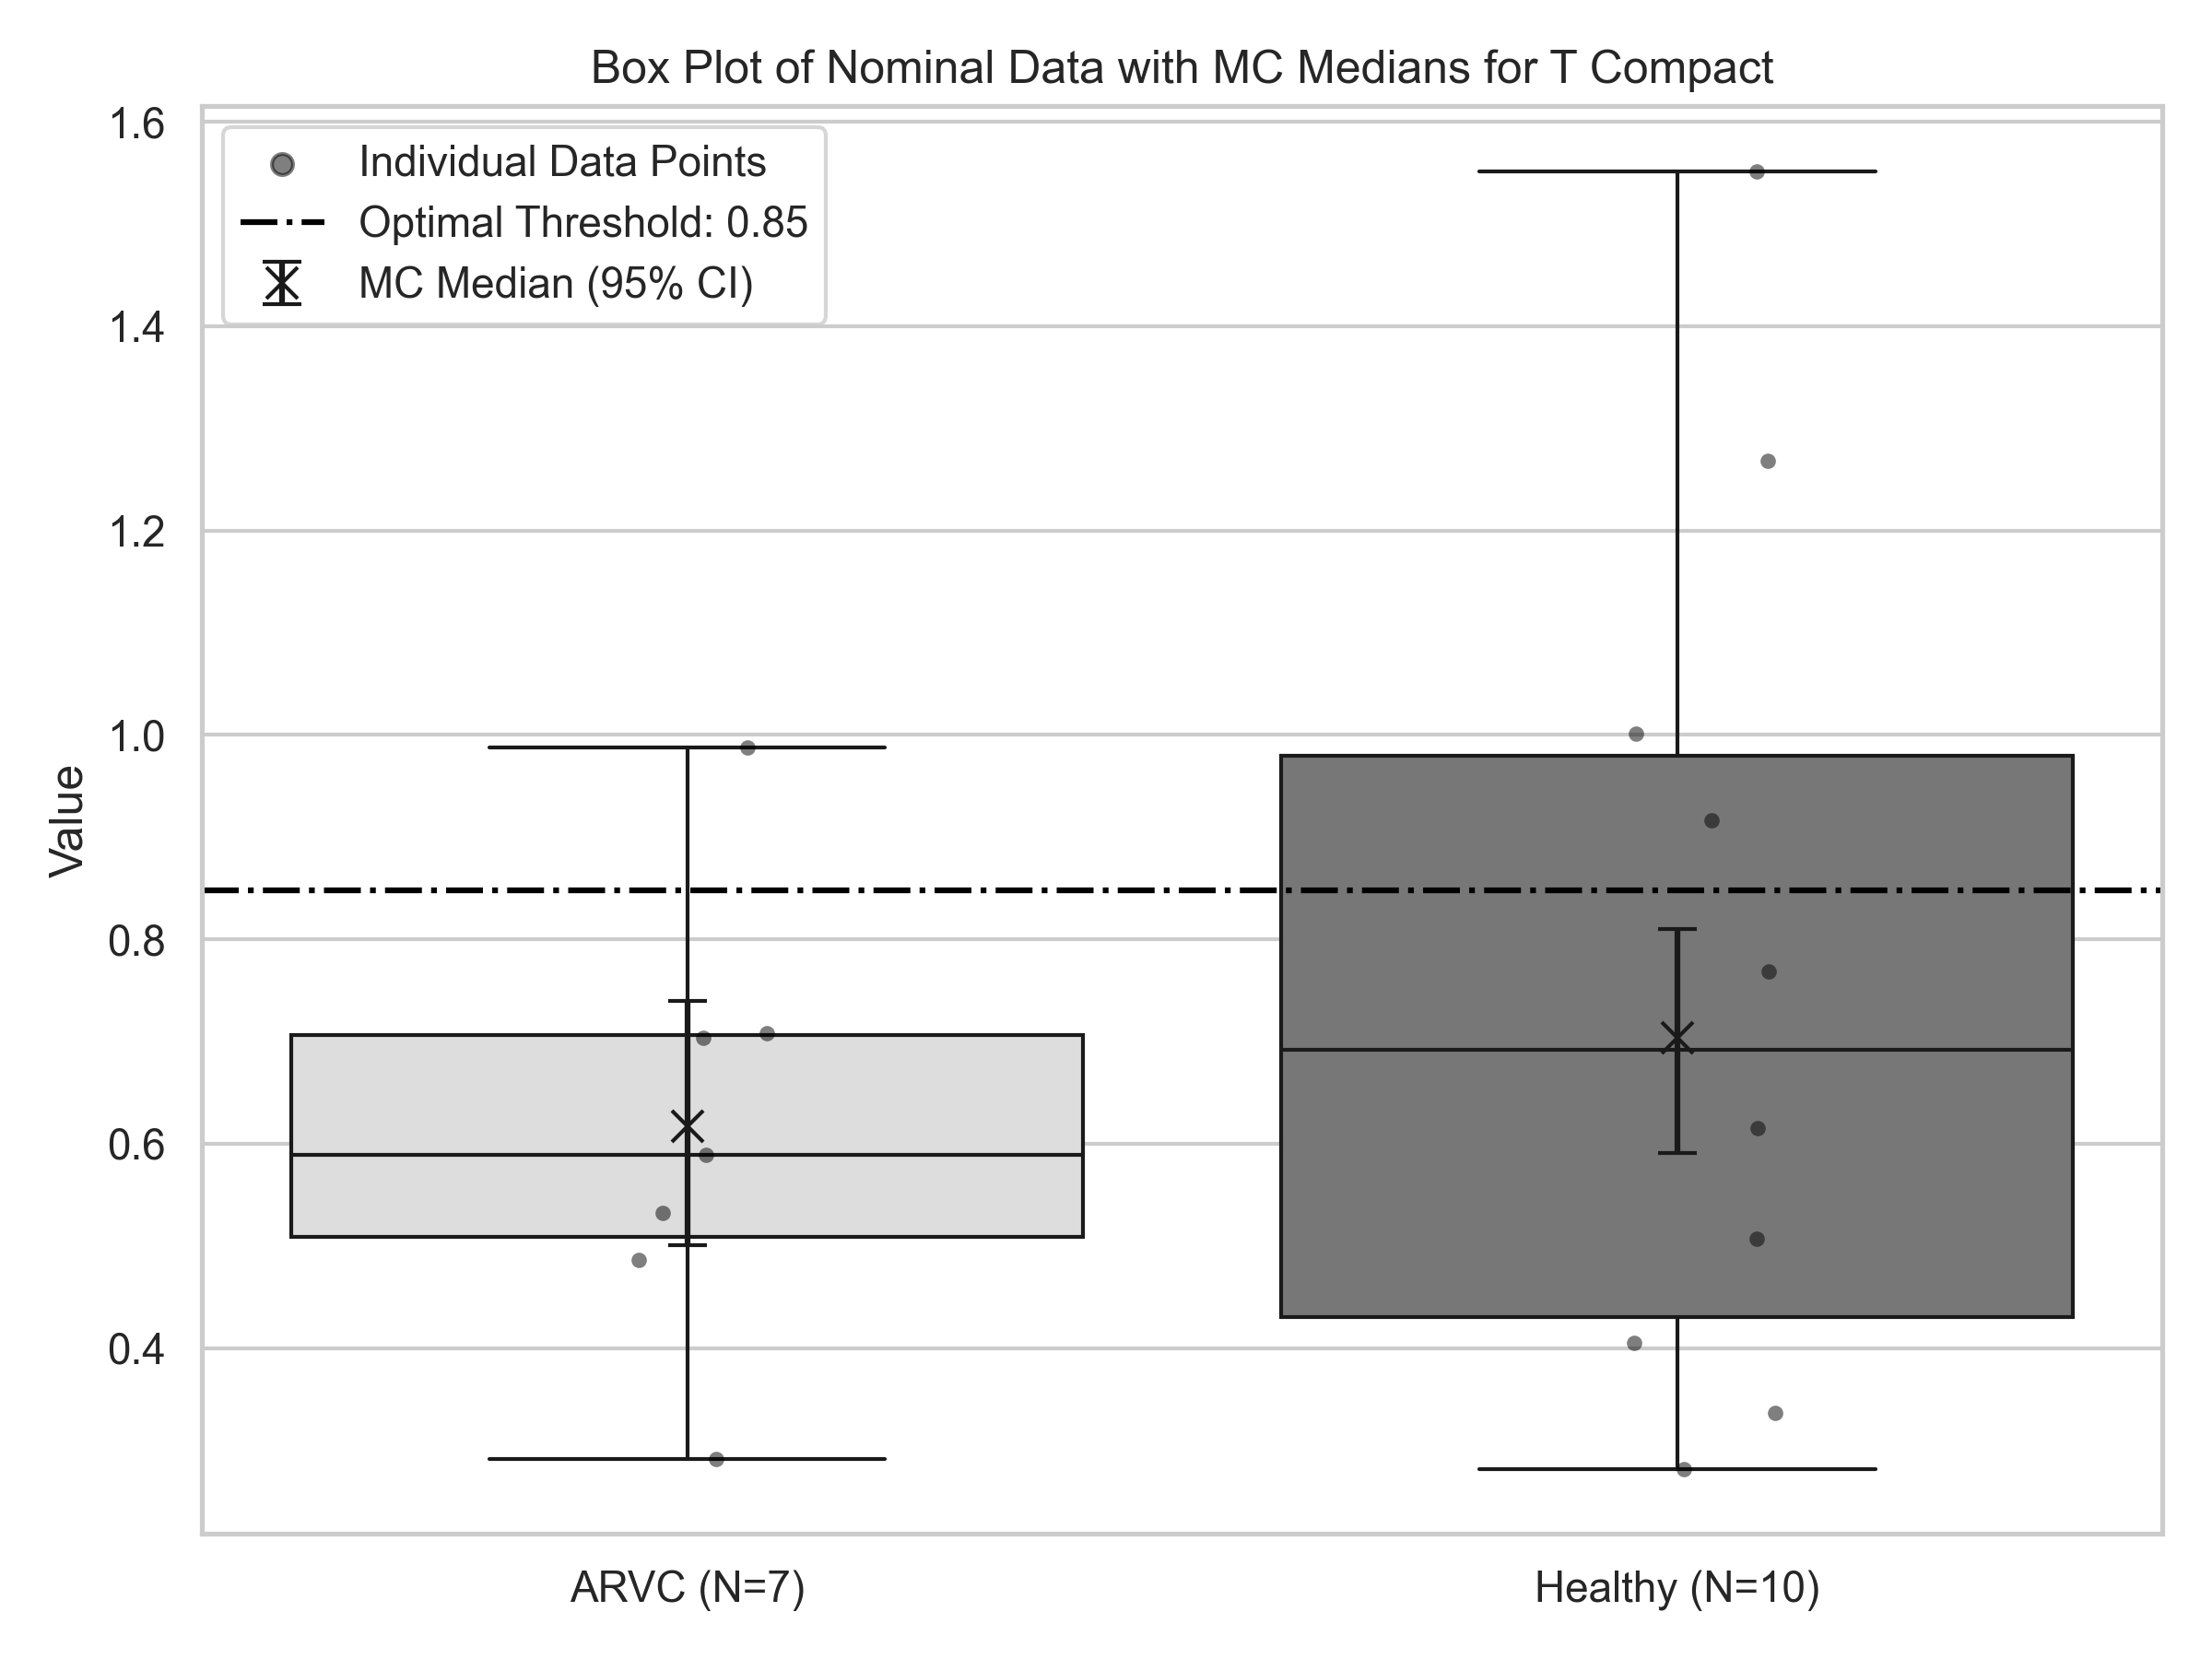 Box Plot of Nominal Data with MC Medians for T Compact
1.6
1.4
1.2
1.0
0.8
0.6
0.4
Value
Individual Data Points
Optimal Threshold: 0.85
MC Median (95% CI)
ARVC (N=7)
Healthy (N=10)